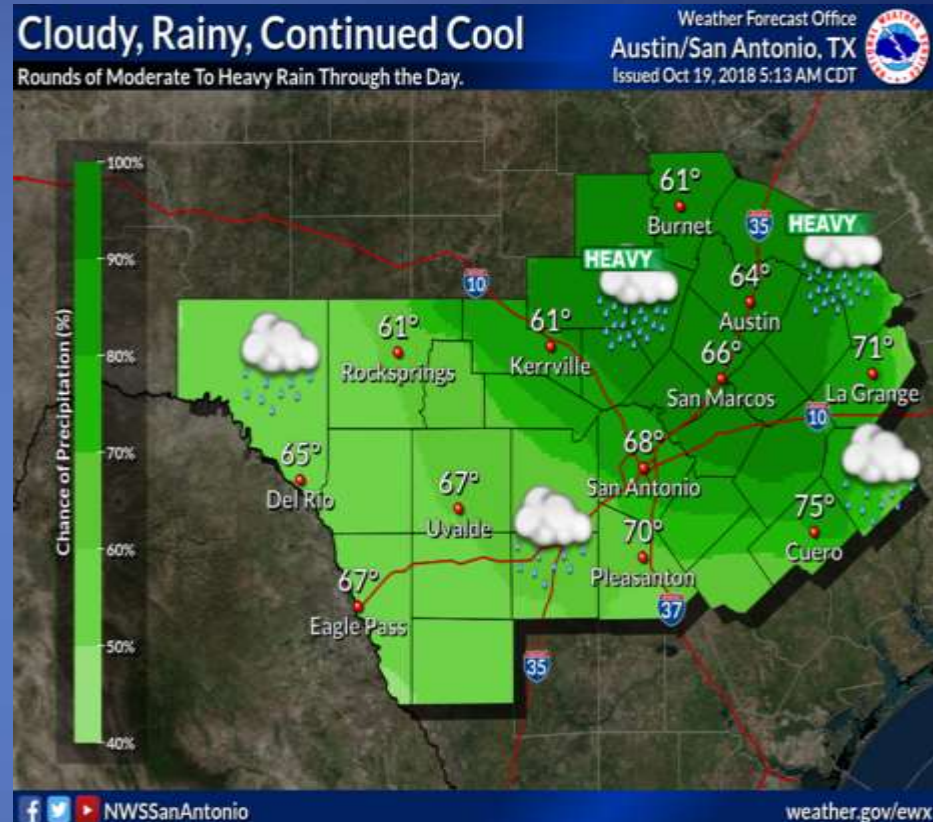 Cloudy, Rainy, Continued Cool
Rounds of Moderate To Heavy Rain Through the Day.
Weather Forecast Office
Austin/San Antonio, TX
Issued Oct 19, 2018 5:13 AM CDT
Chance of Precipitation (%)
100%
90%
80%
70%
60%
50%
40%
61°
Burnet
35
HEAVY
HEAVY
10
64°
Austin
61°
Rocksprings
61°
Kerrville
66°
San Marcos
71°
La Grange
10
68°
San Antonio
65°
Del Rio
67°
Uvalde
75°
Cuero
70°
Pleasanton
67°
Eagle Pass
37
35
NWSSanAntonio
weather.gov/ewx